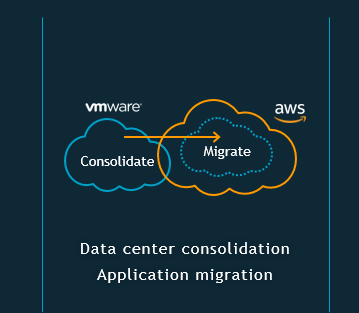 vmware
aws
Consolidate
Migrate
Data center consolidation
Application migration